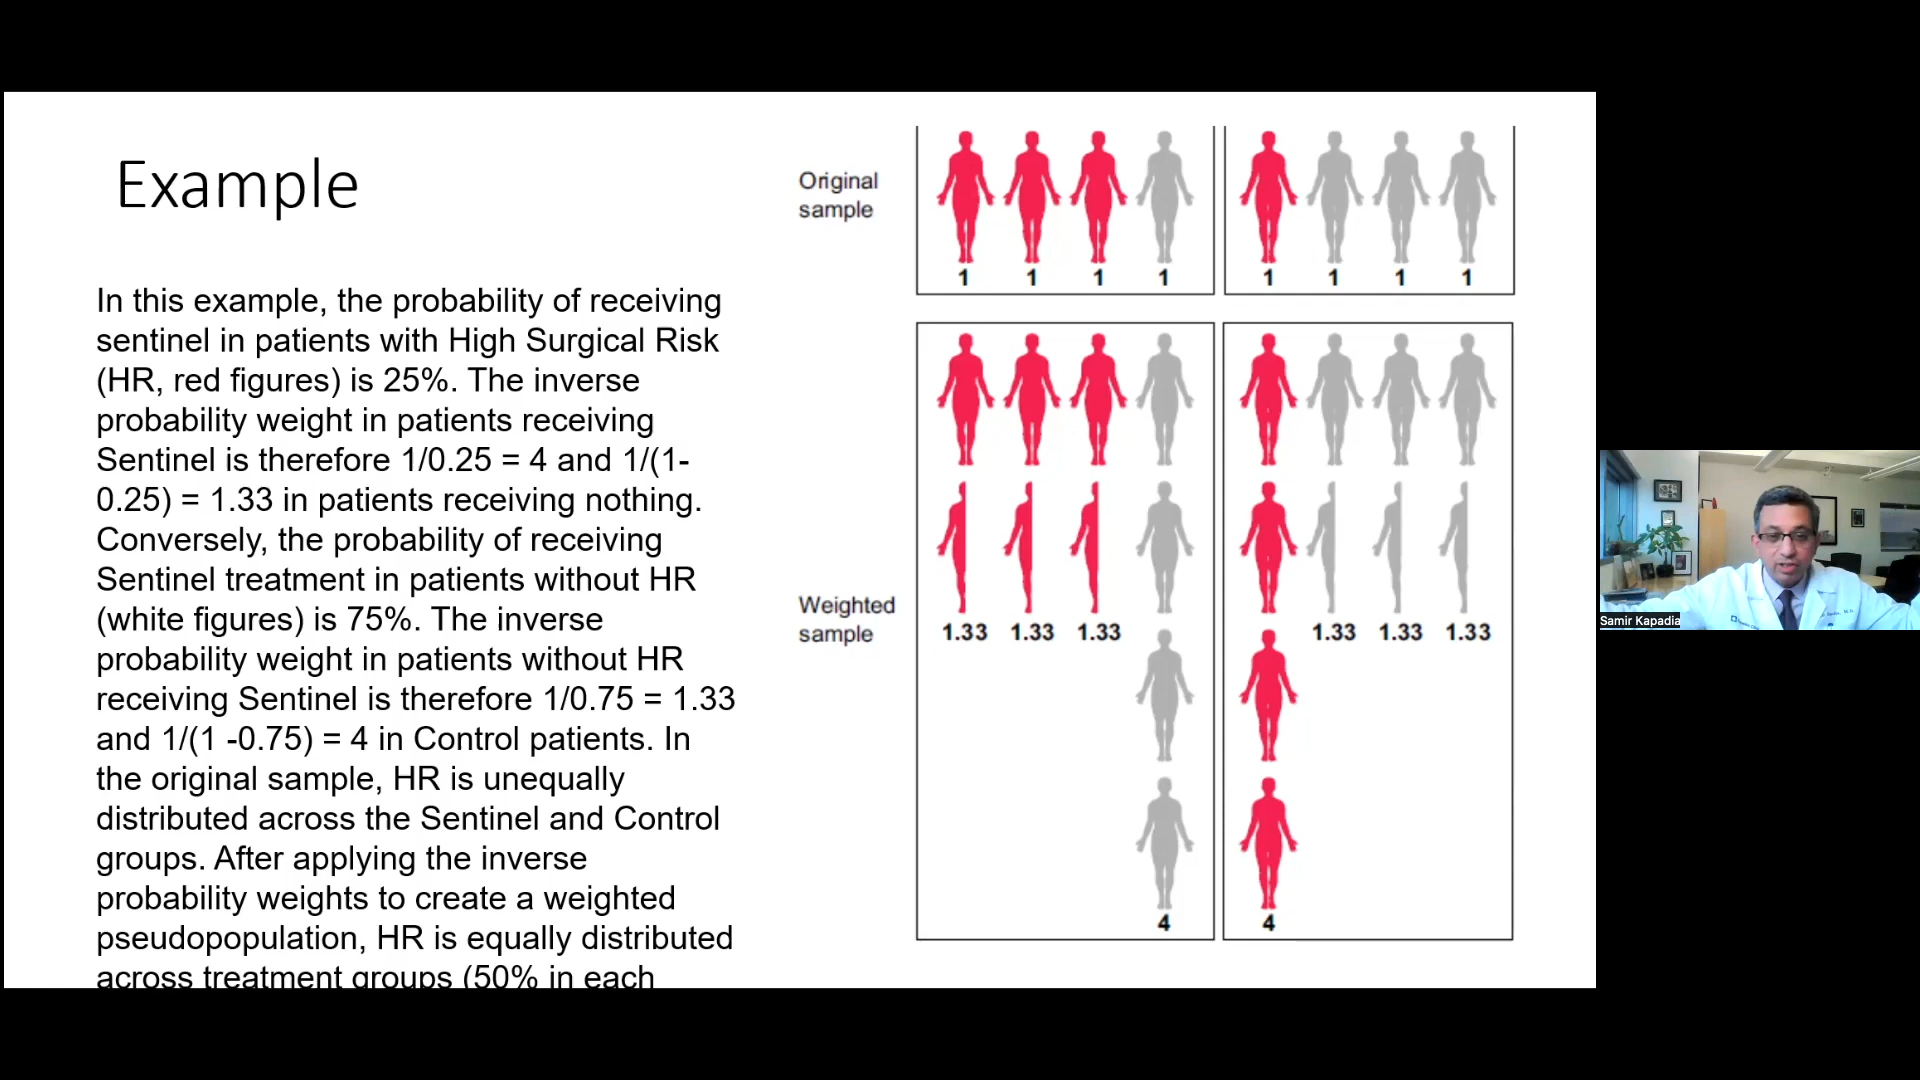 Example
In this example, the probability of receiving
sentinel in patients with High Surgical Risk
(HR, red figures) is 25%. The inverse
probability weight in patients receiving
Sentinel is therefore 1/0.25 = 4 and 1/(1-
0.25) = 1.33 in patients receiving nothing.
Conversely, the probability of receiving
Sentinel treatment in patients without HR
(white figures) is 75%. The inverse
probability weight in patients without HR
receiving Sentinel is therefore 1/0.75 = 1.33
and 1/(1 -0.75) = 4 in Control patients. In
the original sample, HR is unequally
distributed across the Sentinel and Control
groups. After applying the inverse
probability weights to create a weighted
pseudopopulation, HR is equally distributed
across treatment groups (50% in each
Original
sample
1 1 1 1 1 1 1 1
Weighted
sample
1.33 1.33 1.33 1.33 1.33 1.33
4 4
Samir Kapadia